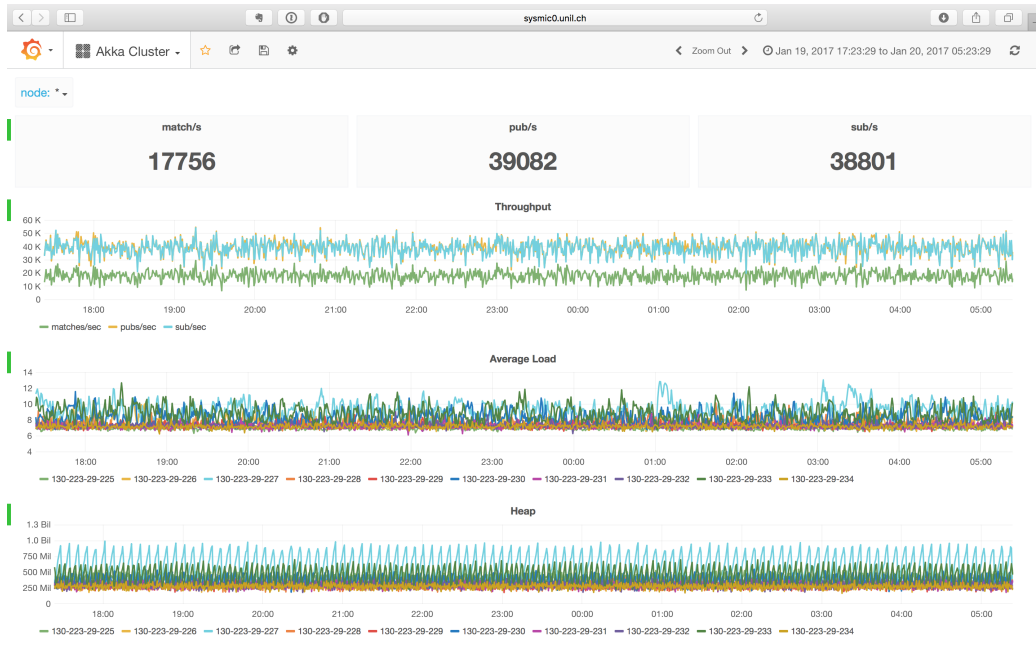 sysmic0.unil.ch
Akka Cluster
Zoom Out
Jan 19, 2017 17:23:29 to Jan 20, 2017 05:23:29
node: *
match/s
pub/s
sub/s
17756
39082
38801
Throughput
60 K
50 K
40 K
30 K
20 K
10 K
0
18:00 19:00 20:00 21:00 22:00 23:00 00:00 01:00 02:00 03:00 04:00 05:00
matches/sec pubs/sec sub/sec
Average Load
14
12
10
8
6
4
18:00 19:00 20:00 21:00 22:00 23:00 00:00 01:00 02:00 03:00 04:00 05:00
130-223-29-225 130-223-29-226 130-223-29-227 130-223-29-228 130-223-29-229 130-223-29-230 130-223-29-231 130-223-29-232 130-223-29-233 130-223-29-234
Heap
1.3 Bil
1.0 Bil
750 Mil
500 Mil
250 Mil
0
18:00 19:00 20:00 21:00 22:00 23:00 00:00 01:00 02:00 03:00 04:00 05:00
130-223-29-225 130-223-29-226 130-223-29-227 130-223-29-228 130-223-29-229 130-223-29-230 130-223-29-231 130-223-29-232 130-223-29-233 130-223-29-234